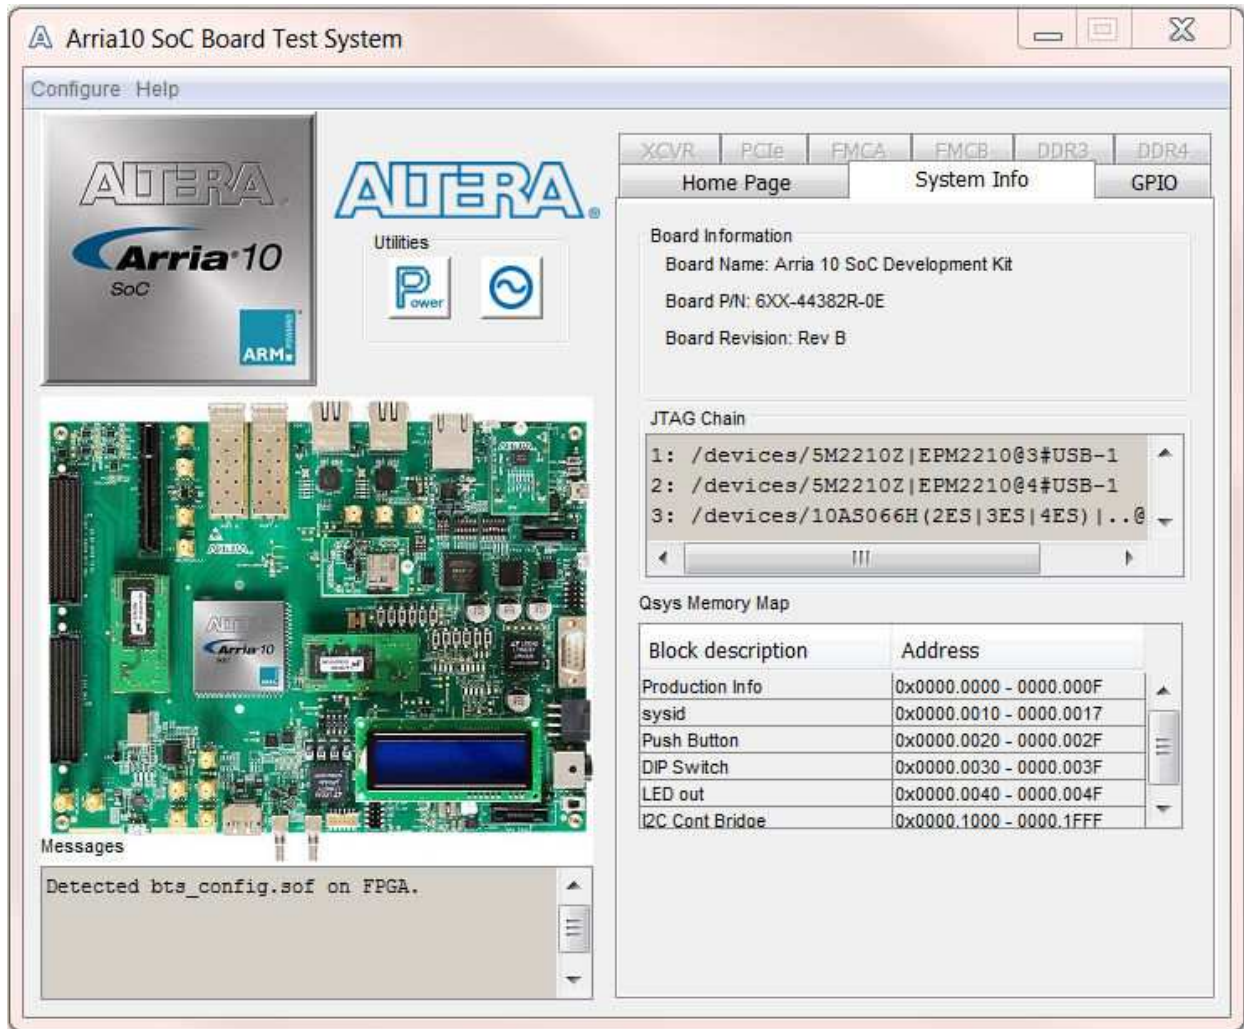 Arria10 SoC Board Test System
Configure Help
ALTERA
Arria 10
SoC
ARM
ALTERA®
Utilities
Power
XCVR PCIe FMCA FMCB DDR3 DDR4
Home Page System Info GPIO
Board Information
Board Name: Arria 10 SoC Development Kit
Board P/N: 6XX-44382R-0E
Board Revision: Rev B
JTAG Chain
1: /devices/5M2210Z|EPM2210@3#USB-1
2: /devices/5M2210Z|EPM2210@4#USB-1
3: /devices/10AS066H(2ES|3ES|4ES)|..@
Qsys Memory Map
Block description Address
Production Info 0x0000.0000 - 0000.000F
sysid 0x0000.0010 - 0000.0017
Push Button 0x0000.0020 - 0000.002F
DIP Switch 0x0000.0030 - 0000.003F
LED out 0x0000.0040 - 0000.004F
I2C Cont Bridge 0x0000.1000 - 0000.1FFF
ALTERA
ALTERA
Arria 10
Messages
Detected bts_config.sof on FPGA.